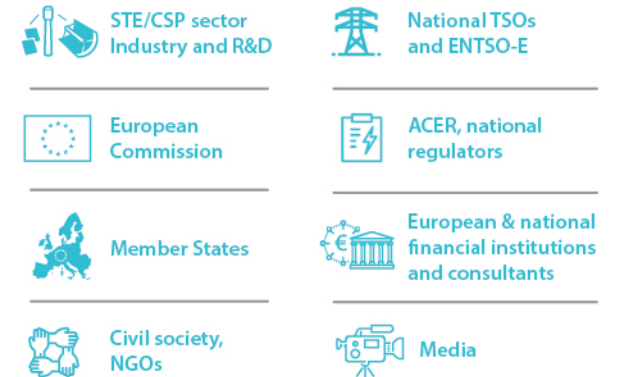 STE/CSP sector
Industry and R&D
National TSOs
and ENTSO-E
European
Commission
ACER, national
regulators
Member States
European & national
financial institutions
and consultants
Civil society,
NGOs
Media